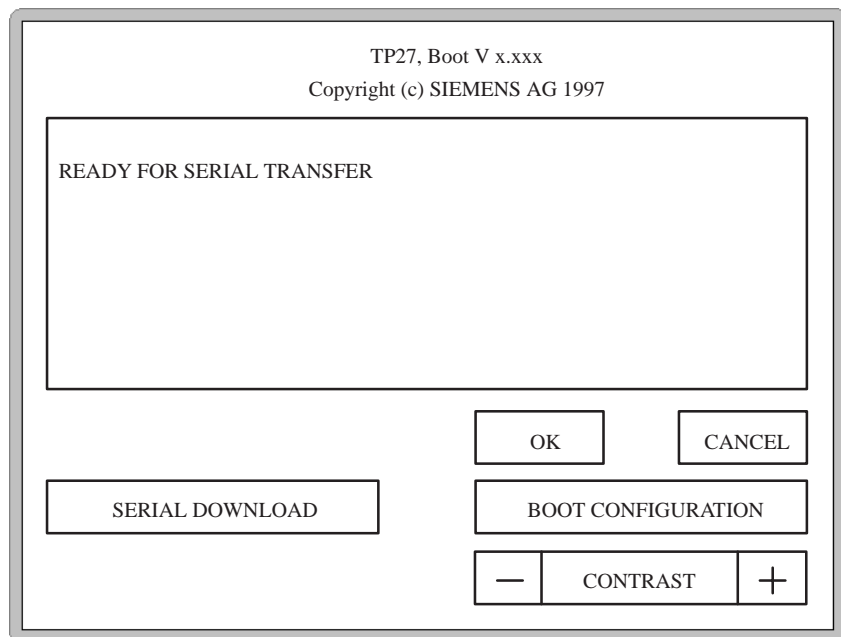 TP27, Boot V x.xxx
Copyright (c) SIEMENS AG 1997
READY FOR SERIAL TRANSFER
OK
CANCEL
SERIAL DOWNLOAD
BOOT CONFIGURATION
— CONTRAST +